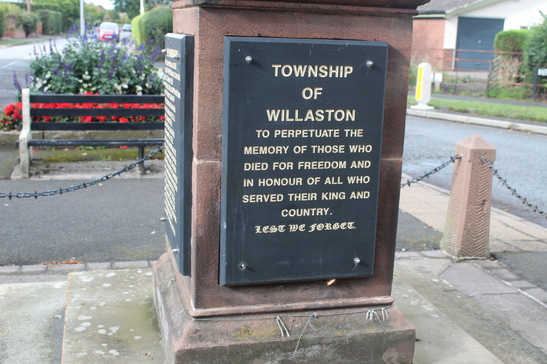 TOWNSHIP
OF
WILLASTON
TO PERPETUATE THE
MEMORY OF THOSE WHO
DIED FOR FREEDOM AND
IN HONOUR OF ALL WHO
SERVED THEIR KING AND
COUNTRY.
LEST WE FORGET.